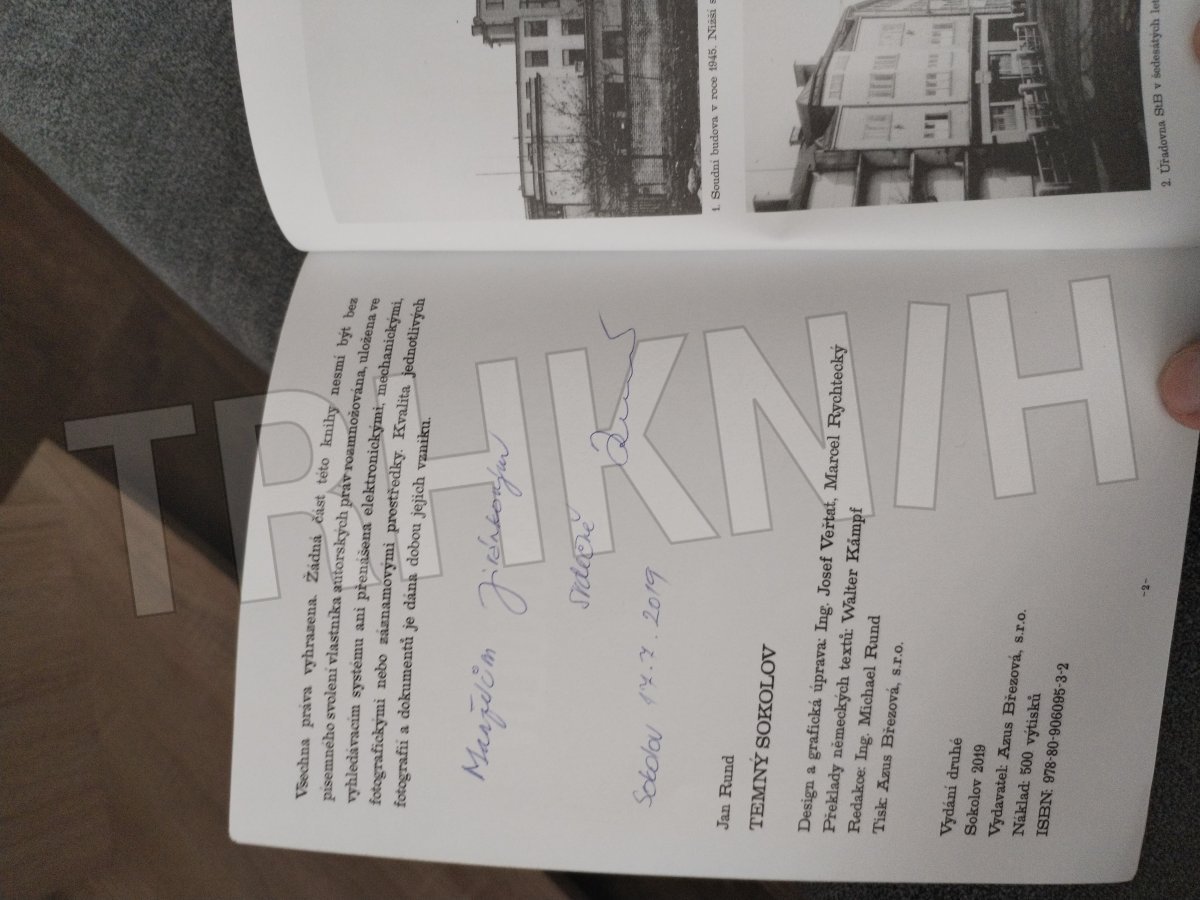 Všechna práva vyhrazena. Žádná část této knihy nesmí být bez
písemného svolení vlastníka autorských práv rozmnožována, uložena ve
vyhledávacím systému ani přenášena elektronickými, mechanickými,
fotografickými nebo záznamovými prostředky. Kvalita jednotlivých
fotografií a dokumentů je dána dobou jejich vzniku.
Manželům Jiskrovým
srdečně
Sokolov 17.7.2019
Jan Rund
TEMNÝ SOKOLOV
Design a grafická úprava: Ing. Josef Veřtat, Marcel Rychtecký
Překlady německých textů: Walter Kámpf
Redakce: Ing. Michael Rund
Tisk: Azus Březová, s.r.o.
Vydání druhé
Sokolov 2019
Vydavatel: Azus Březová, s.r.o.
Náklad: 500 výtisků
ISBN: 978-80-906095-3-2
-2-
1. Soudní budova v roce 1945. Nižší s
2. Úřadovna StB v šedesátých let
TRHKNIH